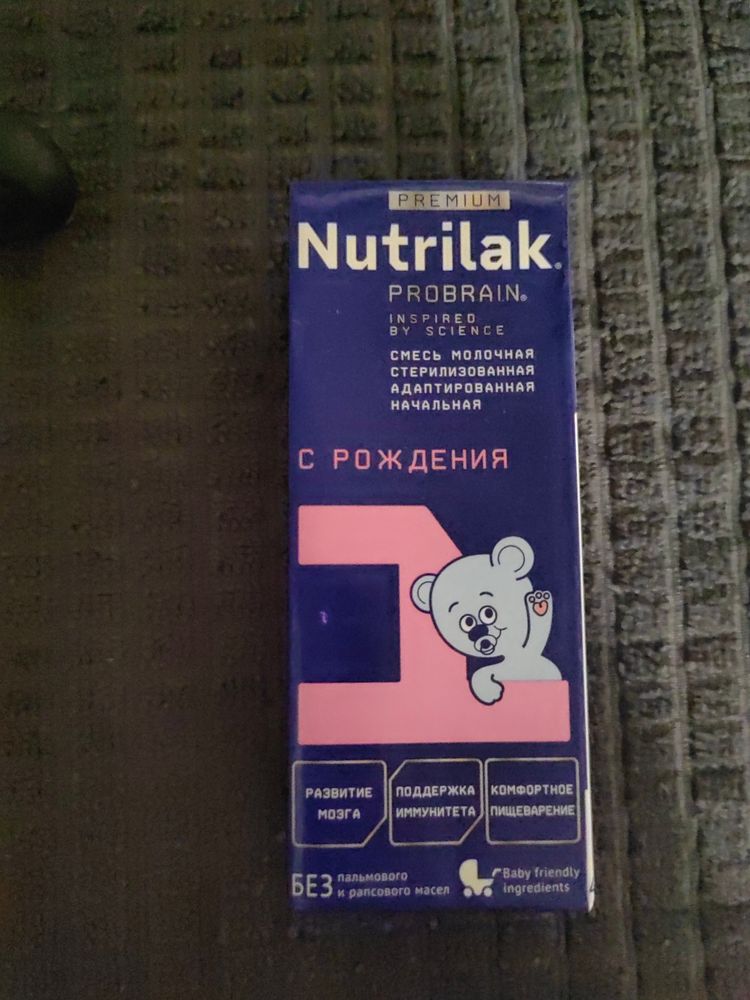 PREMIUM
Nutrilak®
PROBRAIN®
INSPIRED
BY SCIENCE
СМЕСЬ МОЛОЧНАЯ
СТЕРИЛИЗОВАННАЯ
АДАПТИРОВАННАЯ
НАЧАЛЬНАЯ
С РОЖДЕНИЯ
1
РАЗВИТИЕ
МОЗГА
ПОДДЕРЖКА
ИММУНИТЕТА
КОМФОРТНОЕ
ПИЩЕВАРЕНИЕ
БЕЗ пальмового
и рапсового масел
Baby friendly
ingredients